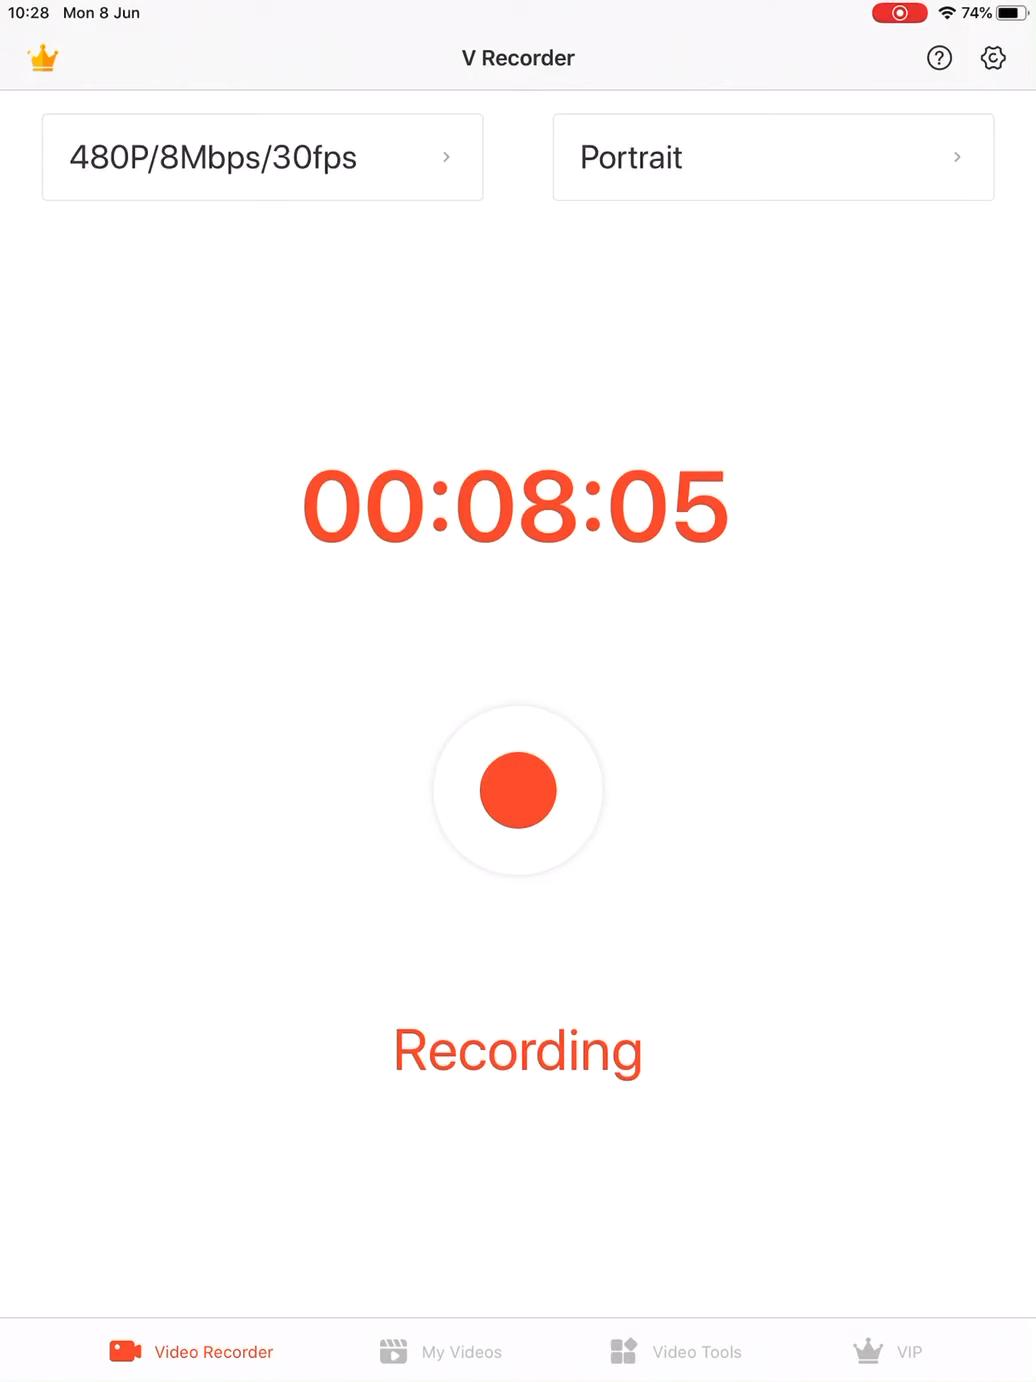 10:28 Mon 8 Jun 74%
V Recorder
480P/8Mbps/30fps Portrait
00:08:05
Recording
Video Recorder My Videos Video Tools VIP